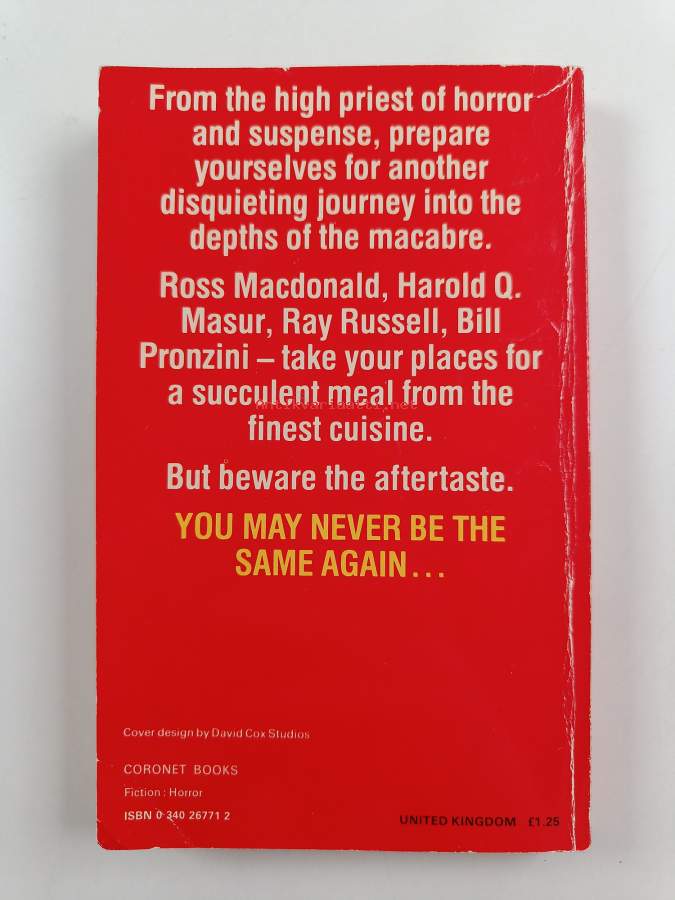 From the high priest of horror
and suspense, prepare
yourselves for another
disquieting journey into the
depths of the macabre.
Ross Macdonald, Harold Q.
Masur, Ray Russell, Bill
Pronzini – take your places for
a succulent meal from the
Antikvariaatti.net
finest cuisine.
But beware the aftertaste.
YOU MAY NEVER BE THE
SAME AGAIN...
Cover design by David Cox Studios
CORONET BOOKS
Fiction : Horror
ISBN 0 340 26771 2
UNITED KINGDOM £1.25